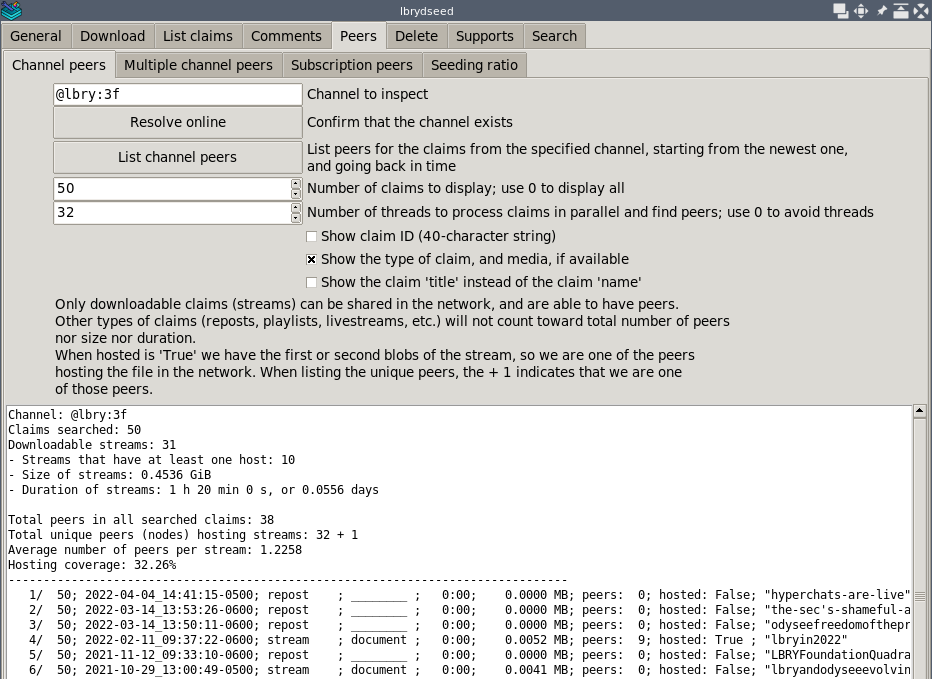 lbrydseed
General Download List claims Comments Peers Delete Supports Search
Channel peers Multiple channel peers Subscription peers Seeding ratio
@lbry:3f Channel to inspect
Resolve online Confirm that the channel exists
List channel peers List peers for the claims from the specified channel, starting from the newest one,
and going back in time
50 Number of claims to display; use 0 to display all
32 Number of threads to process claims in parallel and find peers; use 0 to avoid threads
Show claim ID (40-character string)
Show the type of claim, and media, if available
Show the claim 'title' instead of the claim 'name'
Only downloadable claims (streams) can be shared in the network, and are able to have peers.
Other types of claims (reposts, playlists, livestreams, etc.) will not count toward total number of peers
nor size nor duration.
When hosted is 'True' we have the first or second blobs of the stream, so we are one of the peers
hosting the file in the network. When listing the unique peers, the + 1 indicates that we are one
of those peers.
Channel: @lbry:3f
Claims searched: 50
Downloadable streams: 31
- Streams that have at least one host: 10
- Size of streams: 0.4536 GiB
- Duration of streams: 1 h 20 min 0 s, or 0.0556 days
Total peers in all searched claims: 38
Total unique peers (nodes) hosting streams: 32 + 1
Average number of peers per stream: 1.2258
Hosting coverage: 32.26%
--------------------------------------------------------------------------------
1/ 50; 2022-04-04_14:41:15-0500; repost ; ________ ; 0:00; 0.0000 MB; peers: 0; hosted: False; "hyperchats-are-live"
2/ 50; 2022-03-14_13:53:26-0600; repost ; ________ ; 0:00; 0.0000 MB; peers: 0; hosted: False; "the-sec's-shameful-a
3/ 50; 2022-03-14_13:50:11-0600; repost ; ________ ; 0:00; 0.0000 MB; peers: 0; hosted: False; "odyseefreedomofthepr
4/ 50; 2022-02-11_09:37:22-0600; stream ; document ; 0:00; 0.0052 MB; peers: 9; hosted: True ; "lbryin2022"
5/ 50; 2021-11-12_09:33:10-0600; repost ; ________ ; 0:00; 0.0000 MB; peers: 0; hosted: False; "LBRYFoundationQuadra
6/ 50; 2021-10-29_13:00:49-0500; stream ; document ; 0:00; 0.0041 MB; peers: 0; hosted: False; "lbryandodyseeevolvin